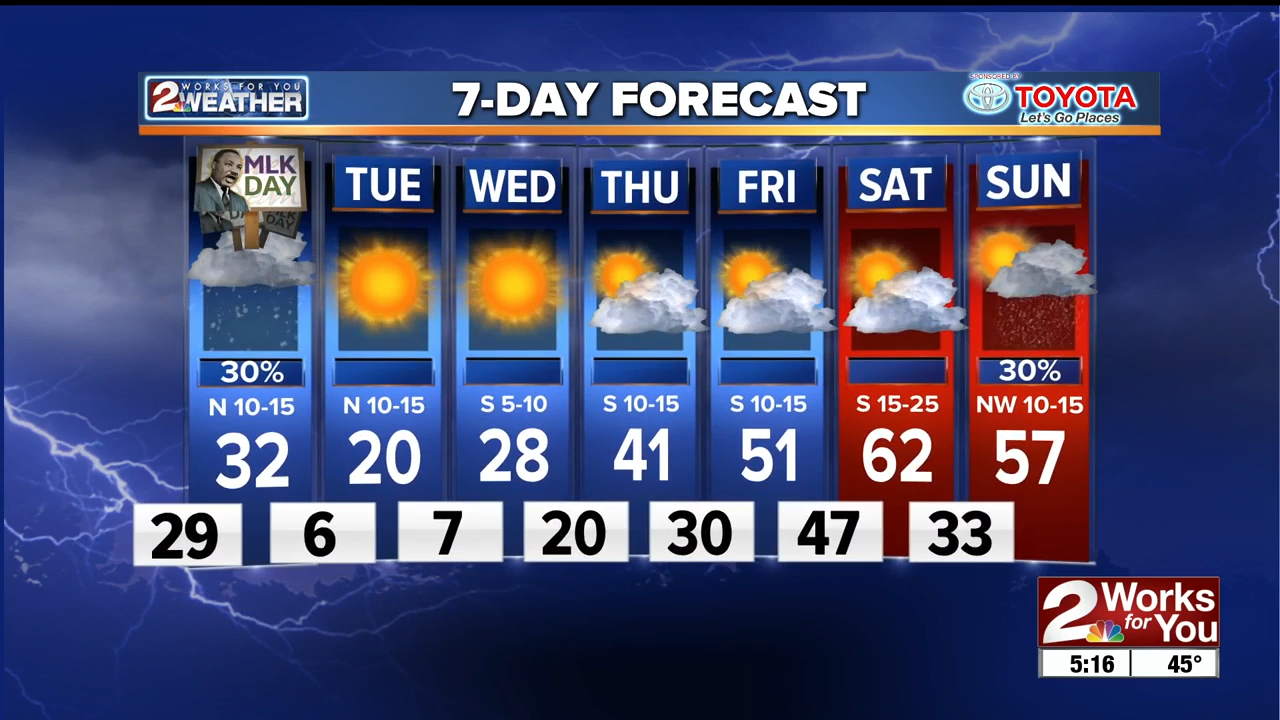 2 WORKS FOR YOU
WEATHER
7-DAY FORECAST
SPONSORED BY
TOYOTA
Let's Go Places
MLK
DAY
TUE
WED
THU
FRI
SAT
SUN
30%
30%
N 10-15
N 10-15
S 5-10
S 10-15
S 10-15
S 15-25
NW 10-15
32
20
28
41
51
62
57
29
6
7
20
30
47
33
2 Works
for You
5:16
45°